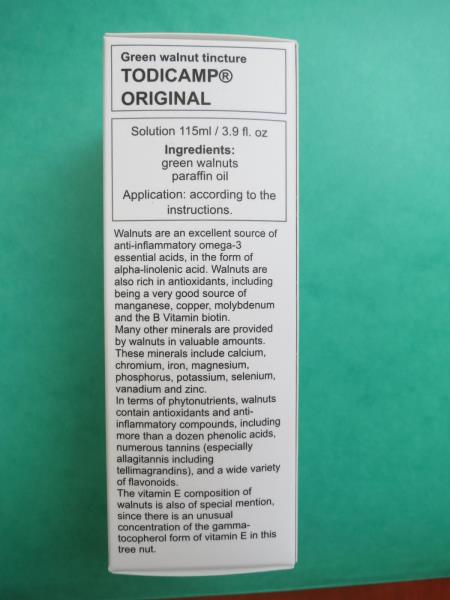 Green walnut tincture
TODICAMP®
ORIGINAL
Solution 115ml / 3.9 fl. oz
Ingredients:
green walnuts
paraffin oil
Application: according to the
instructions.
Walnuts are an excellent source of
anti-inflammatory omega-3
essential acids, in the form of
alpha-linolenic acid. Walnuts are
also rich in antioxidants, including
being a very good source of
manganese, copper, molybdenum
and the B Vitamin biotin.
Many other minerals are provided
by walnuts in valuable amounts.
These minerals include calcium,
chromium, iron, magnesium,
phosphorus, potassium, selenium,
vanadium and zinc.
In terms of phytonutrients, walnuts
contain antioxidants and anti-
inflammatory compounds, including
more than a dozen phenolic acids,
numerous tannins (especially
allagitannis including
tellimagrandins), and a wide variety
of flavonoids.
The vitamin E composition of
walnuts is also of special mention,
since there is an unusual
concentration of the gamma-
tocopherol form of vitamin E in this
tree nut.